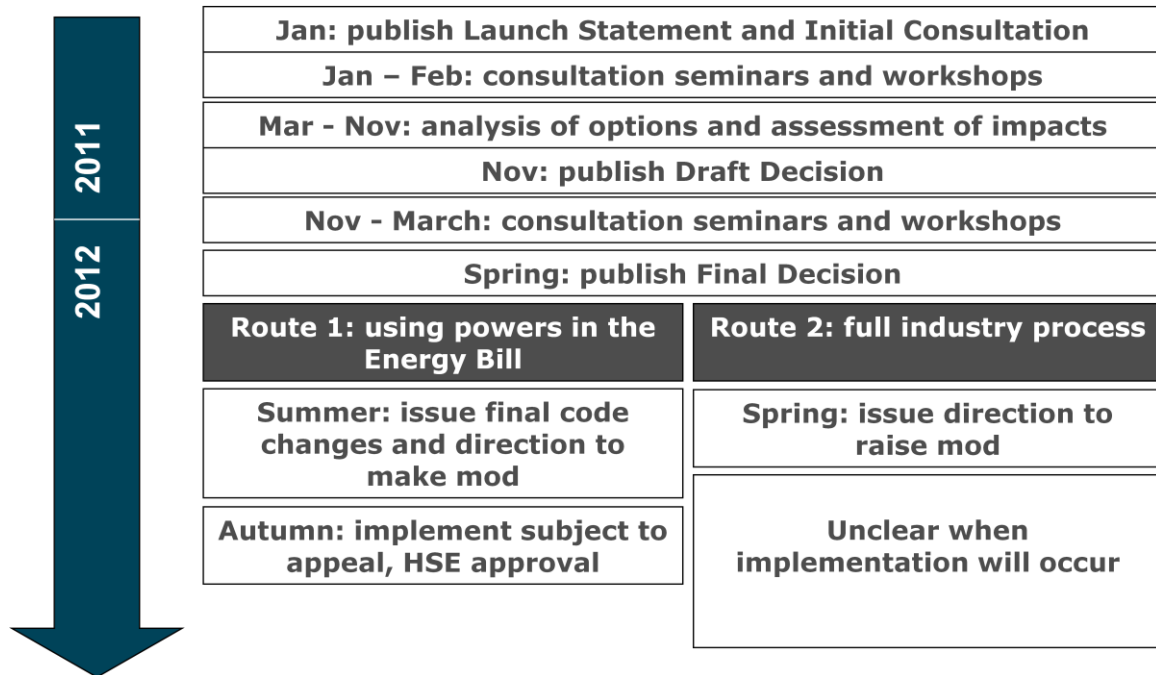 2011
2012
Jan: publish Launch Statement and Initial Consultation
Jan – Feb: consultation seminars and workshops
Mar - Nov: analysis of options and assessment of impacts
Nov: publish Draft Decision
Nov - March: consultation seminars and workshops
Spring: publish Final Decision
Route 1: using powers in the
Energy Bill
Summer: issue final code
changes and direction to
make mod
Autumn: implement subject to
appeal, HSE approval
Route 2: full industry process
Spring: issue direction to
raise mod
Unclear when
implementation will occur